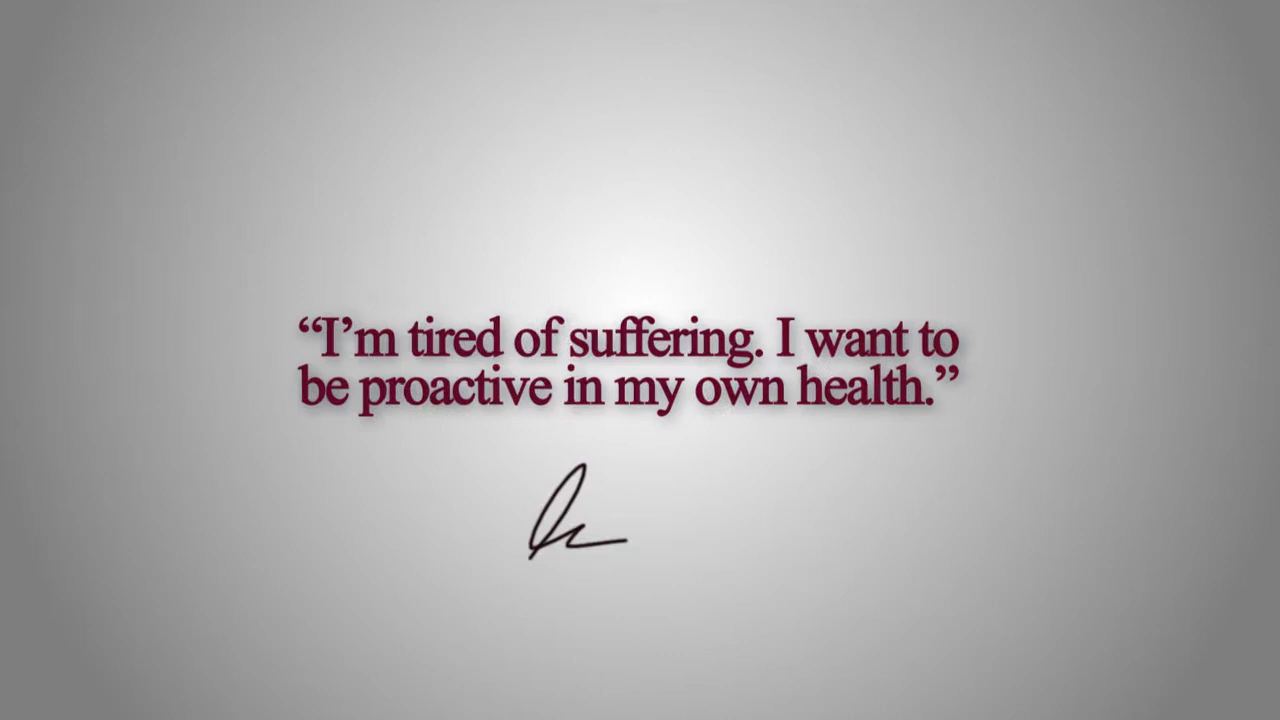 “I’m tired of suffering. I want to
be proactive in my own health.”